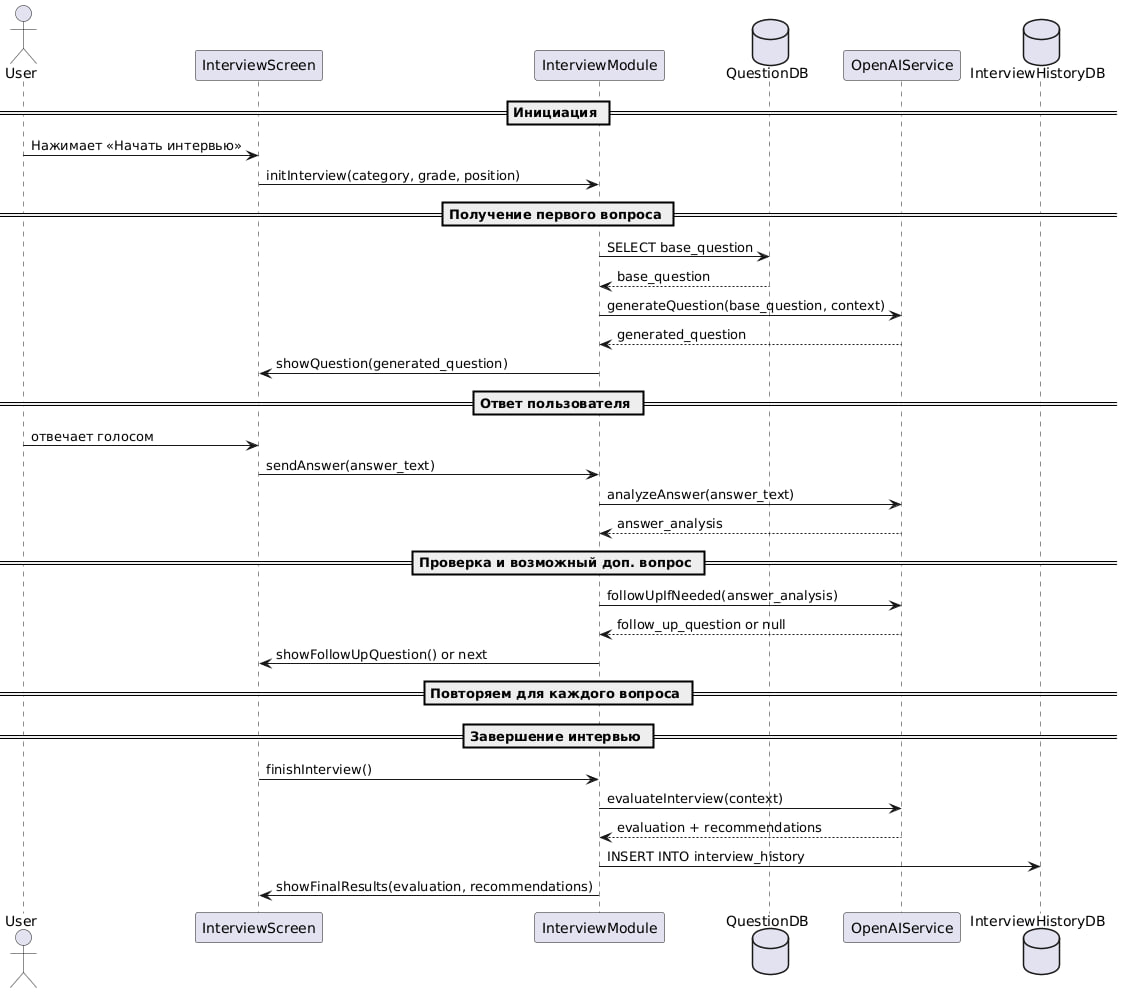 User
InterviewScreen
InterviewModule
QuestionDB
OpenAIService
InterviewHistoryDB
Инициация
Нажимает «Начать интервью»
initInterview(category, grade, position)
Получение первого вопроса
SELECT base_question
base_question
generateQuestion(base_question, context)
generated_question
showQuestion(generated_question)
Ответ пользователя
отвечает голосом
sendAnswer(answer_text)
analyzeAnswer(answer_text)
answer_analysis
Проверка и возможный доп. вопрос
followUpIfNeeded(answer_analysis)
follow_up_question or null
showFollowUpQuestion() or next
Повторяем для каждого вопроса
Завершение интервью
finishInterview()
evaluateInterview(context)
evaluation + recommendations
INSERT INTO interview_history
showFinalResults(evaluation, recommendations)
User
InterviewScreen
InterviewModule
QuestionDB
OpenAIService
InterviewHistoryDB